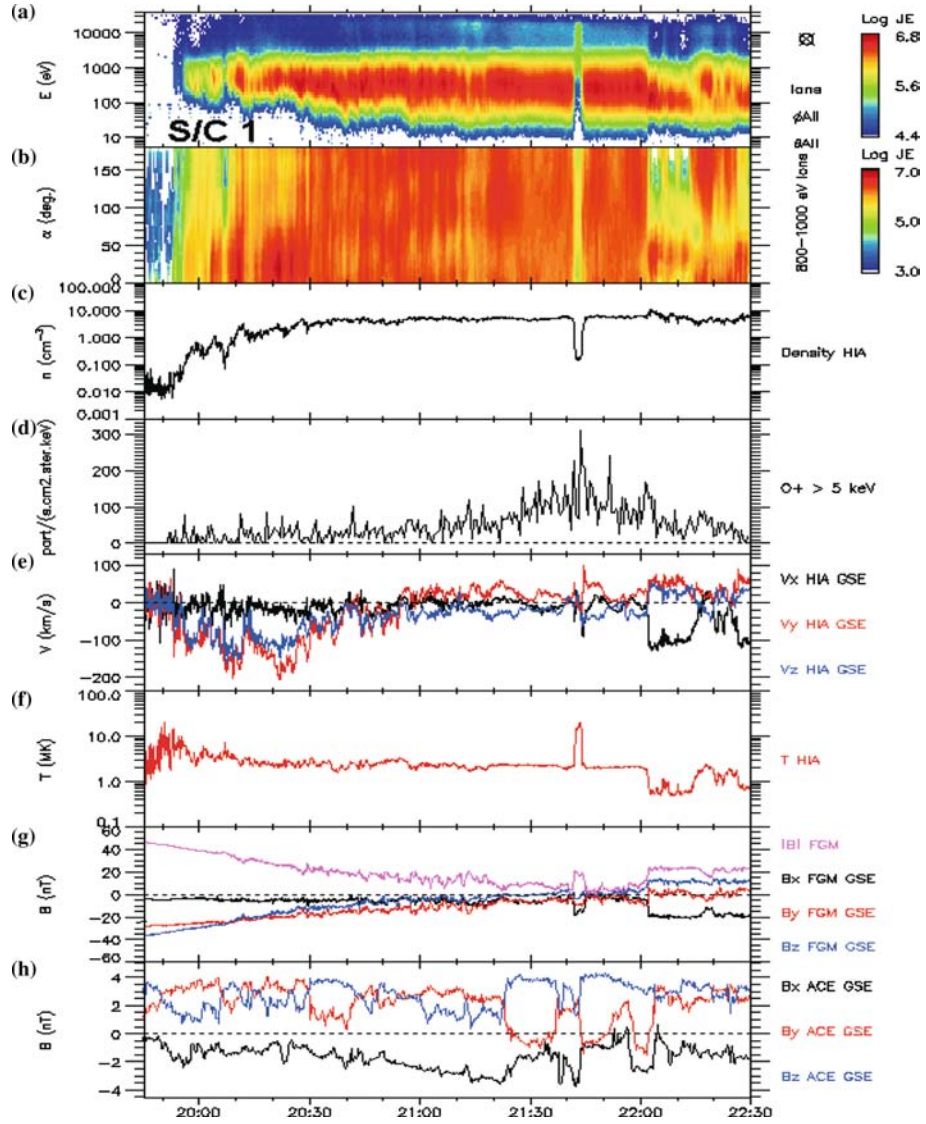 (a)
10000
1000
100
10
E (eV)
S/C 1
Ions
φAll
θAll
Log JE
6.8
5.6
4.4
(b)
150
100
50
0
α (deg.)
800-1000 eV Ions
Log JE
7.0
5.0
3.0
(c)
100.000
10.000
1.000
0.100
0.010
0.001
n (cm-3)
Density HIA
(d)
300
200
100
0
part/(s.cm2.ster.keV)
O+ > 5 keV
(e)
100
0
-100
-200
V (km/s)
Vx HIA GSE
Vy HIA GSE
Vz HIA GSE
(f)
100.0
10.0
1.0
0.1
T (MK)
T HIA
(g)
60
40
20
0
-20
-40
-60
B (nT)
|B| FGM
Bx FGM GSE
By FGM GSE
Bz FGM GSE
(h)
4
2
0
-2
-4
B (nT)
Bx ACE GSE
By ACE GSE
Bz ACE GSE
20:00 20:30 21:00 21:30 22:00 22:30